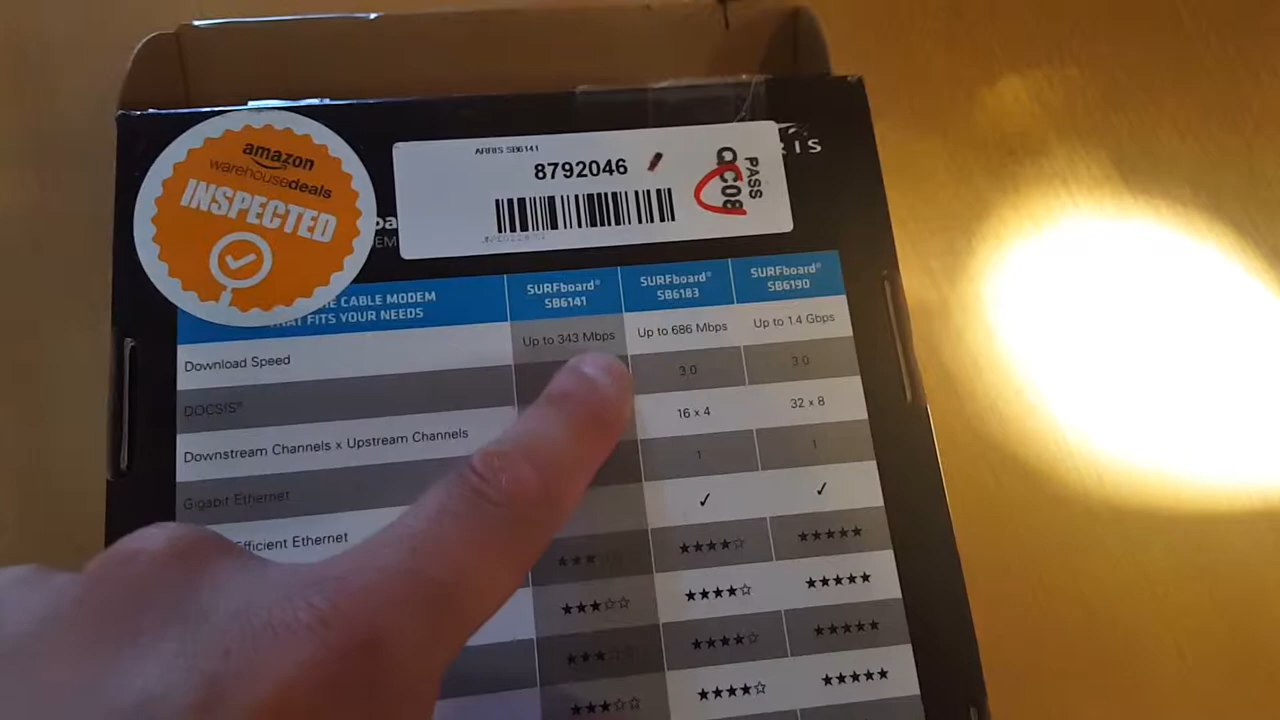 amazon
warehousedeals
INSPECTED
ARRIS SB6141
8792046
PASS
QC08
CABLE MODEM
FITS YOUR NEEDS
SURFboard® SB6141
SURFboard® SB6183
SURFboard® SB6190
Download Speed
Up to 343 Mbps
Up to 686 Mbps
Up to 1.4 Gbps
DOCSIS®
3.0
3.0
Downstream Channels x Upstream Channels
16 x 4
32 x 8
Gigabit Ethernet
1
1
Efficient Ethernet
✓
✓
★★★☆☆
★★★★☆
★★★★★
★★★☆☆
★★★★☆
★★★★★
★★★☆☆
★★★★☆
★★★★★
★★★☆☆
★★★★☆
★★★★★